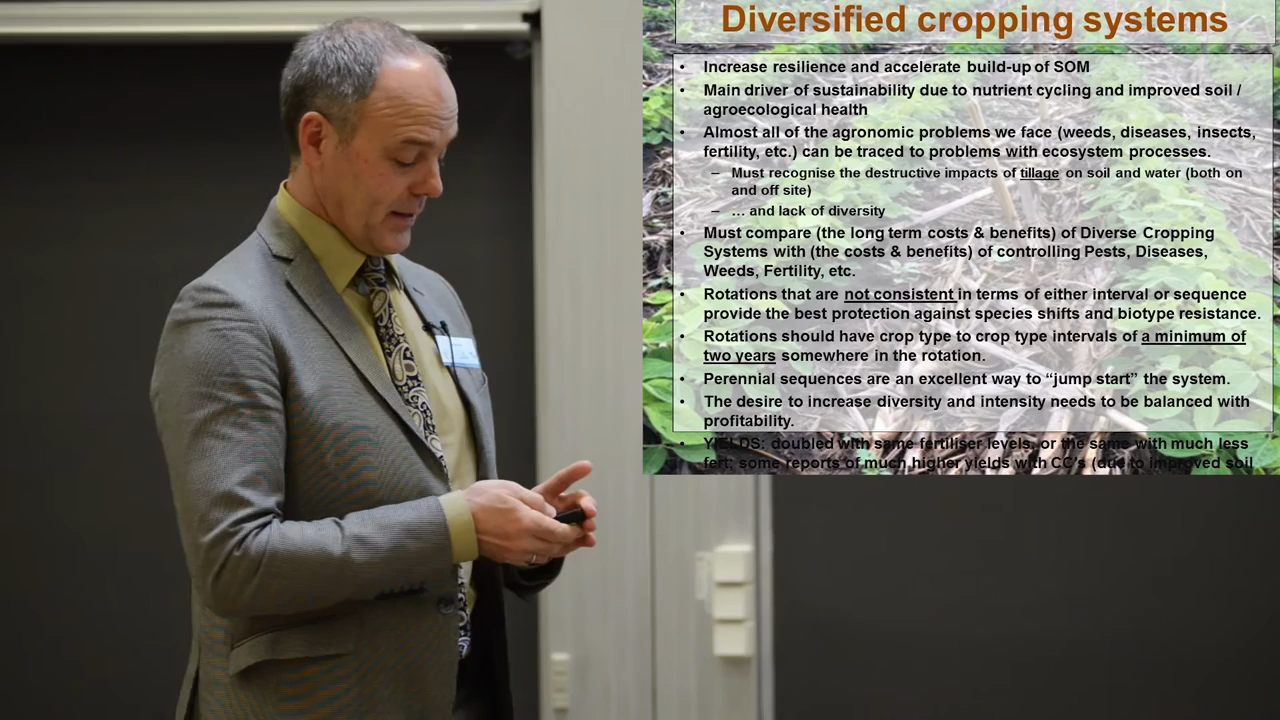 Diversified cropping systems
• Increase resilience and accelerate build-up of SOM
• Main driver of sustainability due to nutrient cycling and improved soil /
agroecological health
• Almost all of the agronomic problems we face (weeds, diseases, insects,
fertility, etc.) can be traced to problems with ecosystem processes.
– Must recognise the destructive impacts of tillage on soil and water (both on
and off site)
– … and lack of diversity
• Must compare (the long term costs & benefits) of Diverse Cropping
Systems with (the costs & benefits) of controlling Pests, Diseases,
Weeds, Fertility, etc.
• Rotations that are not consistent in terms of either interval or sequence
provide the best protection against species shifts and biotype resistance.
• Rotations should have crop type to crop type intervals of a minimum of
two years somewhere in the rotation.
• Perennial sequences are an excellent way to “jump start” the system.
• The desire to increase diversity and intensity needs to be balanced with
profitability.
• YIELDS: doubled with same fertiliser levels, or the same with much less
fert; some reports of much higher yields with CC's (due to improved soil